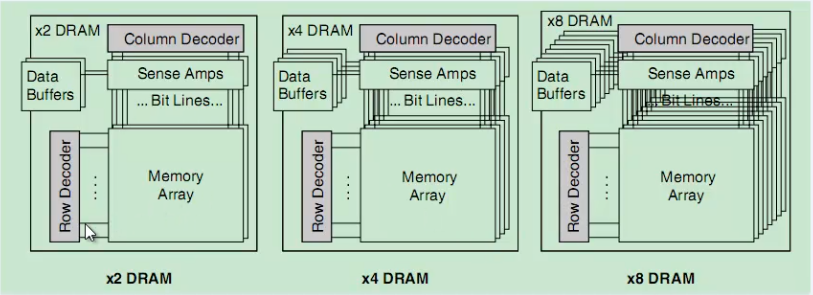 x2 DRAM
Column Decoder
Data
Buffers
Sense Amps
... Bit Lines...
Row Decoder
Memory
Array
x2 DRAM
x4 DRAM
Column Decoder
Data
Buffers
Sense Amps
... Bit Lines...
Row Decoder
Memory
Array
x4 DRAM
x8 DRAM
Column Decoder
Data
Buffers
Sense Amps
... Bit Lines...
Row Decoder
Memory
Array
x8 DRAM